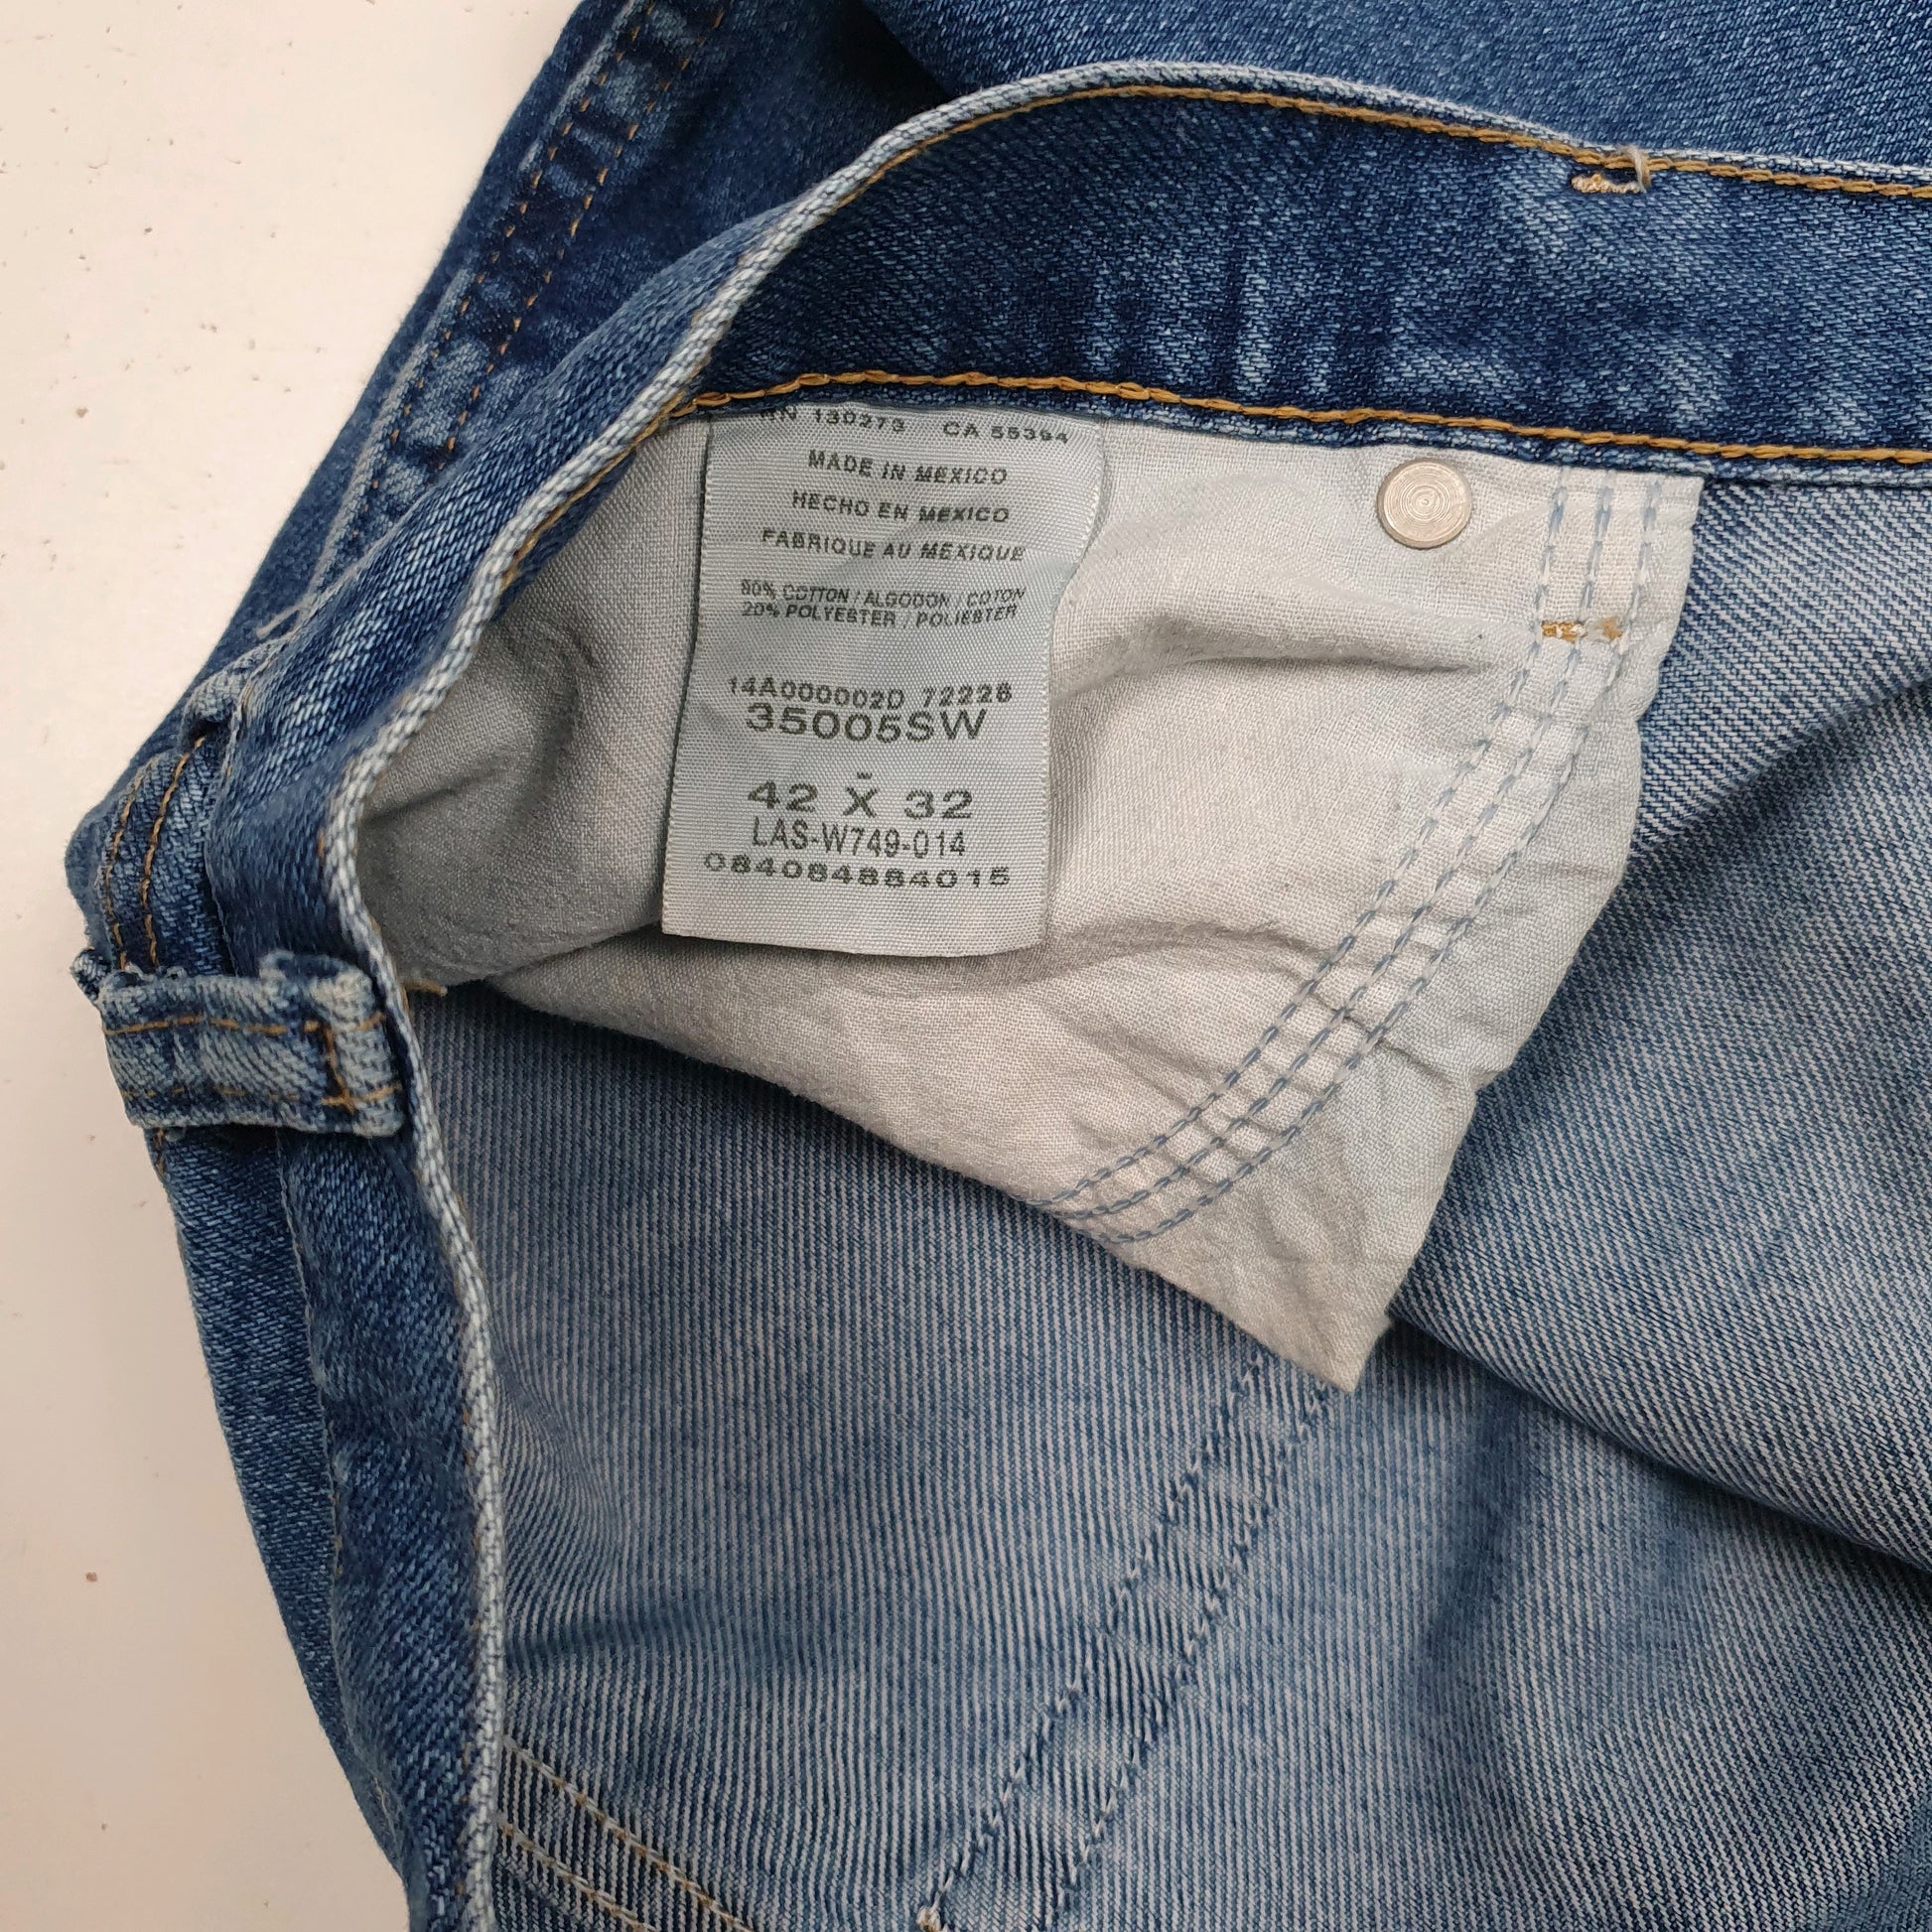 RN 130273 CA 55394
MADE IN MEXICO
HECHO EN MEXICO
FABRIQUE AU MEXIQUE
80% COTTON / ALGODON / COTON
20% POLYESTER / POLIESTER
14A000002D 72228
35005SW
42 X 32
LAS-W749-014
084084884015